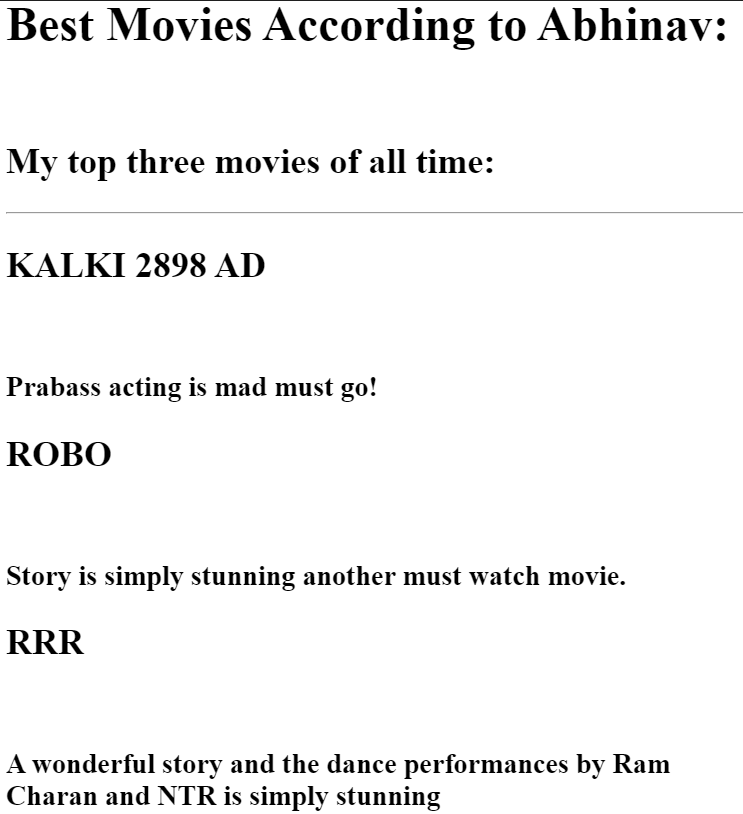 Best Movies According to Abhinav:
My top three movies of all time:
KALKI 2898 AD
Prabass acting is mad must go!
ROBO
Story is simply stunning another must watch movie.
RRR
A wonderful story and the dance performances by Ram
Charan and NTR is simply stunning